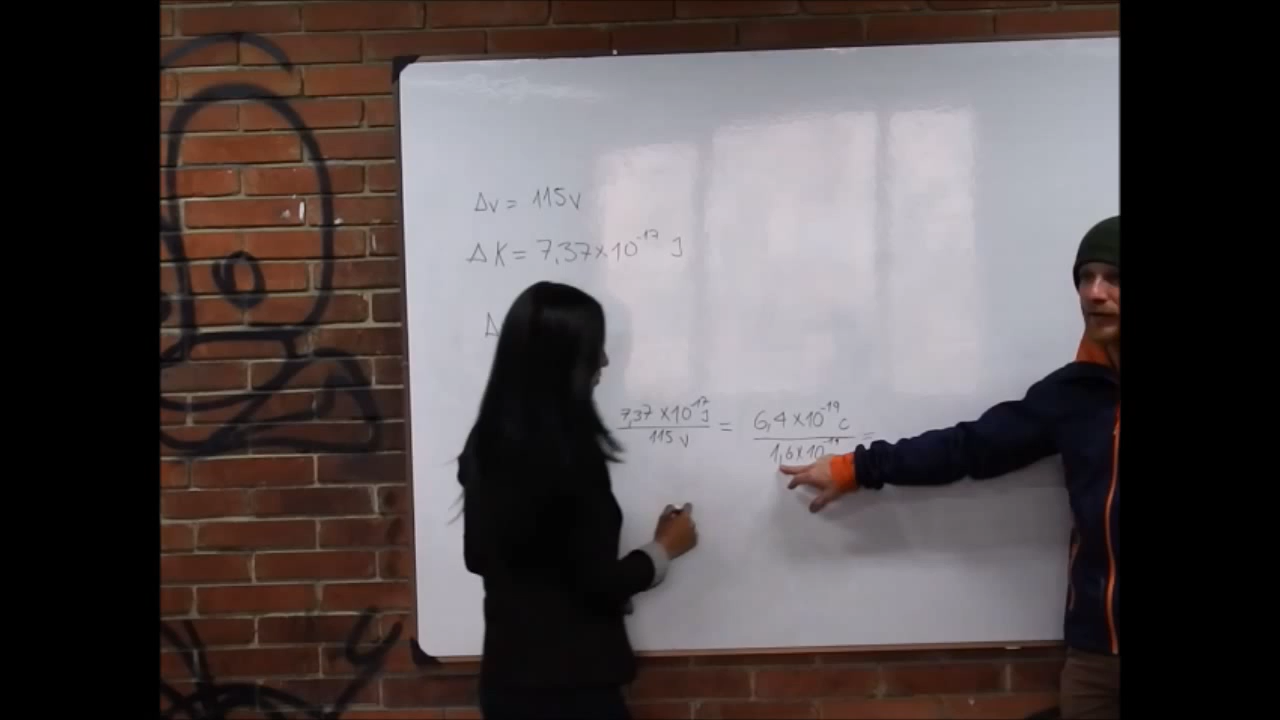 Δv = 115v
ΔK = 7,37×10⁻¹⁷ J
Δ
7,37 ×10⁻¹⁷ J / 115 v = 6,4 ×10⁻¹⁹ c / 1,6×10⁻¹⁹ =